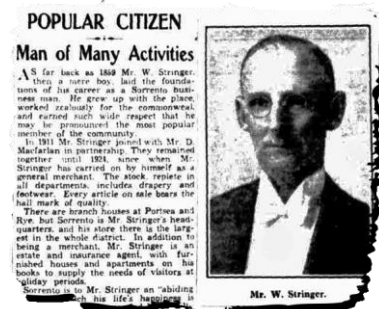 POPULAR CITIZEN
Man of Many Activities
AS far back as 1859 Mr. W. Stringer,
then a mere boy, laid the founda-
tions of his career as a Sorrento busi-
ness man. He grew up with the place,
worked zealously for the commonweal,
and earned such wide respect that he
may be pronounced the most popular
member of the community.
In 1911 Mr. Stringer joined with Mr. D.
Macfarlan in partnership. They remained
together until 1924, since when Mr.
Stringer has carried on by himself as a
general merchant. The stock, replete in
all departments, includes drapery and
footwear. Every article on sale bears the
hall mark of quality.
There are branch houses at Portsea and
Rye, but Sorrento is Mr. Stringer's head-
quarters, and his store there is the larg-
est in the whole district. In addition to
being a merchant, Mr. Stringer is an
estate and insurance agent, with fur-
nished houses and apartments on his
books to supply the needs of visitors at
holiday periods.
Sorrento is to Mr. Stringer an "abiding
his life's happiness is
Mr. W. Stringer.